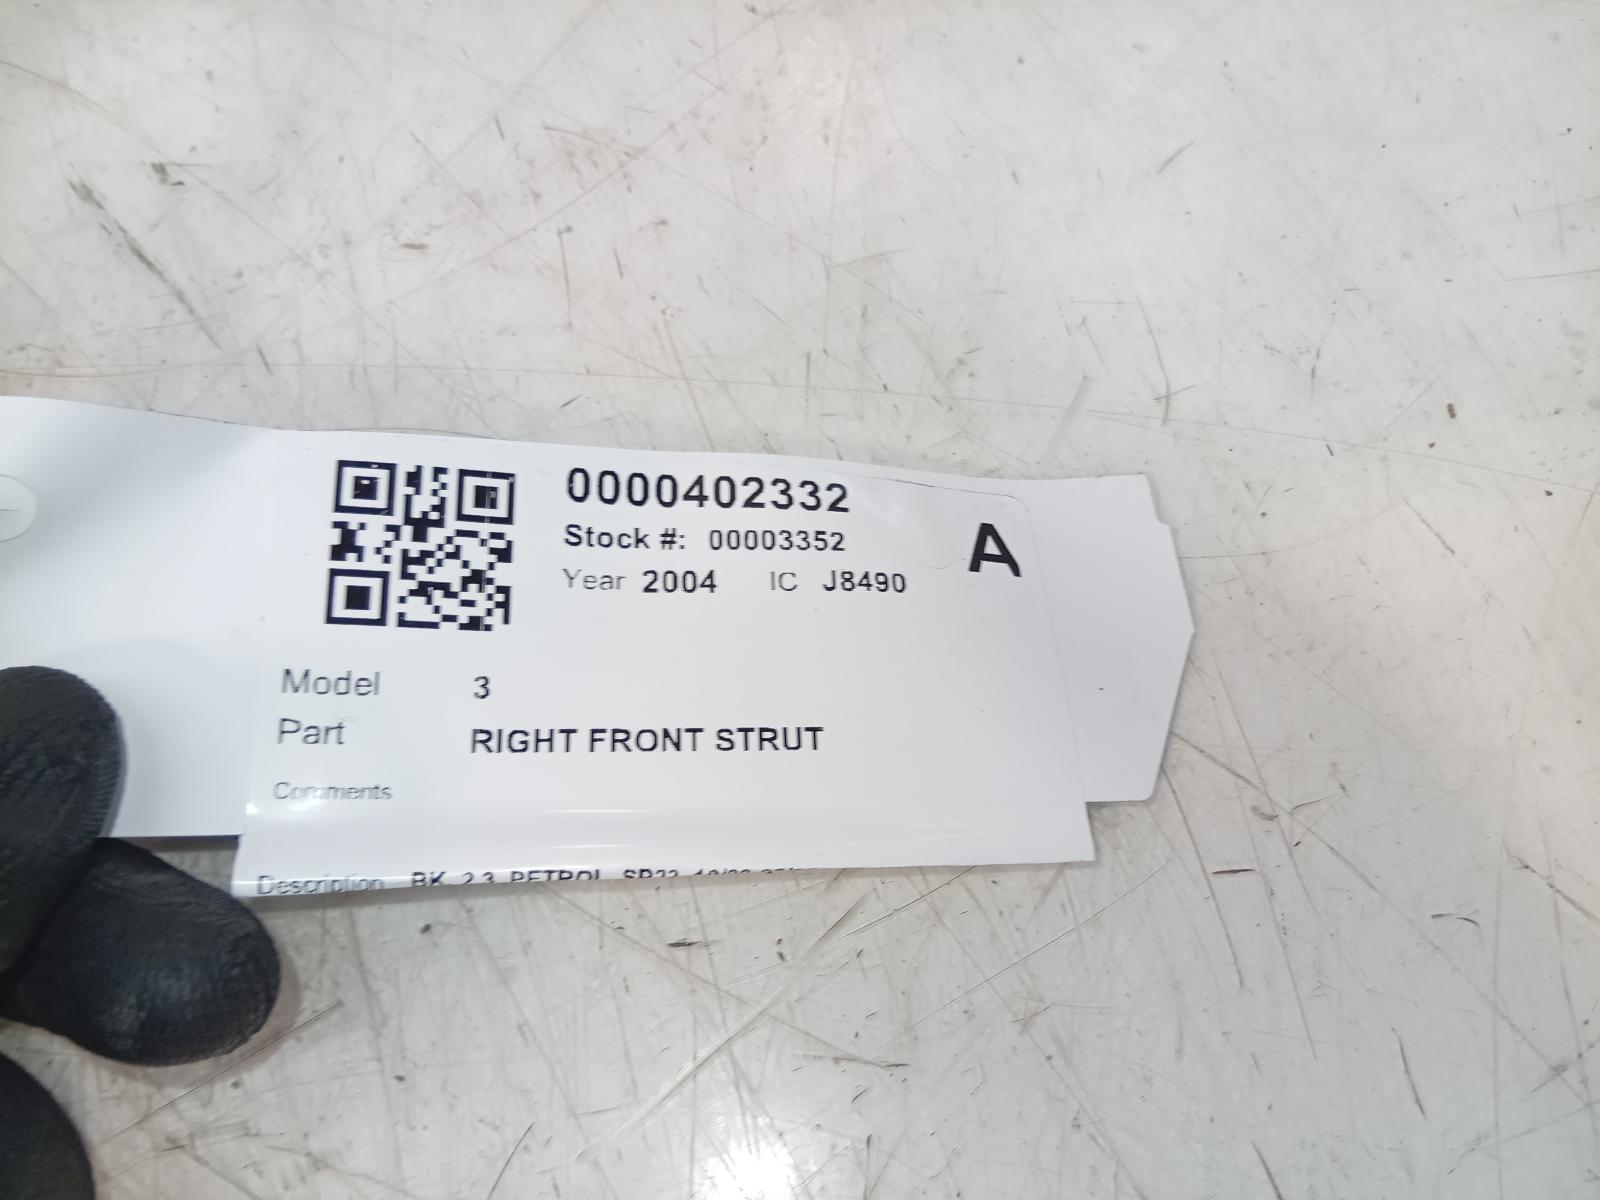 0000402332
Stock #: 00003352
A
Year 2004 IC J8490
Model 3
Part RIGHT FRONT STRUT
Comments
Description BK, 2.3, PETROL,